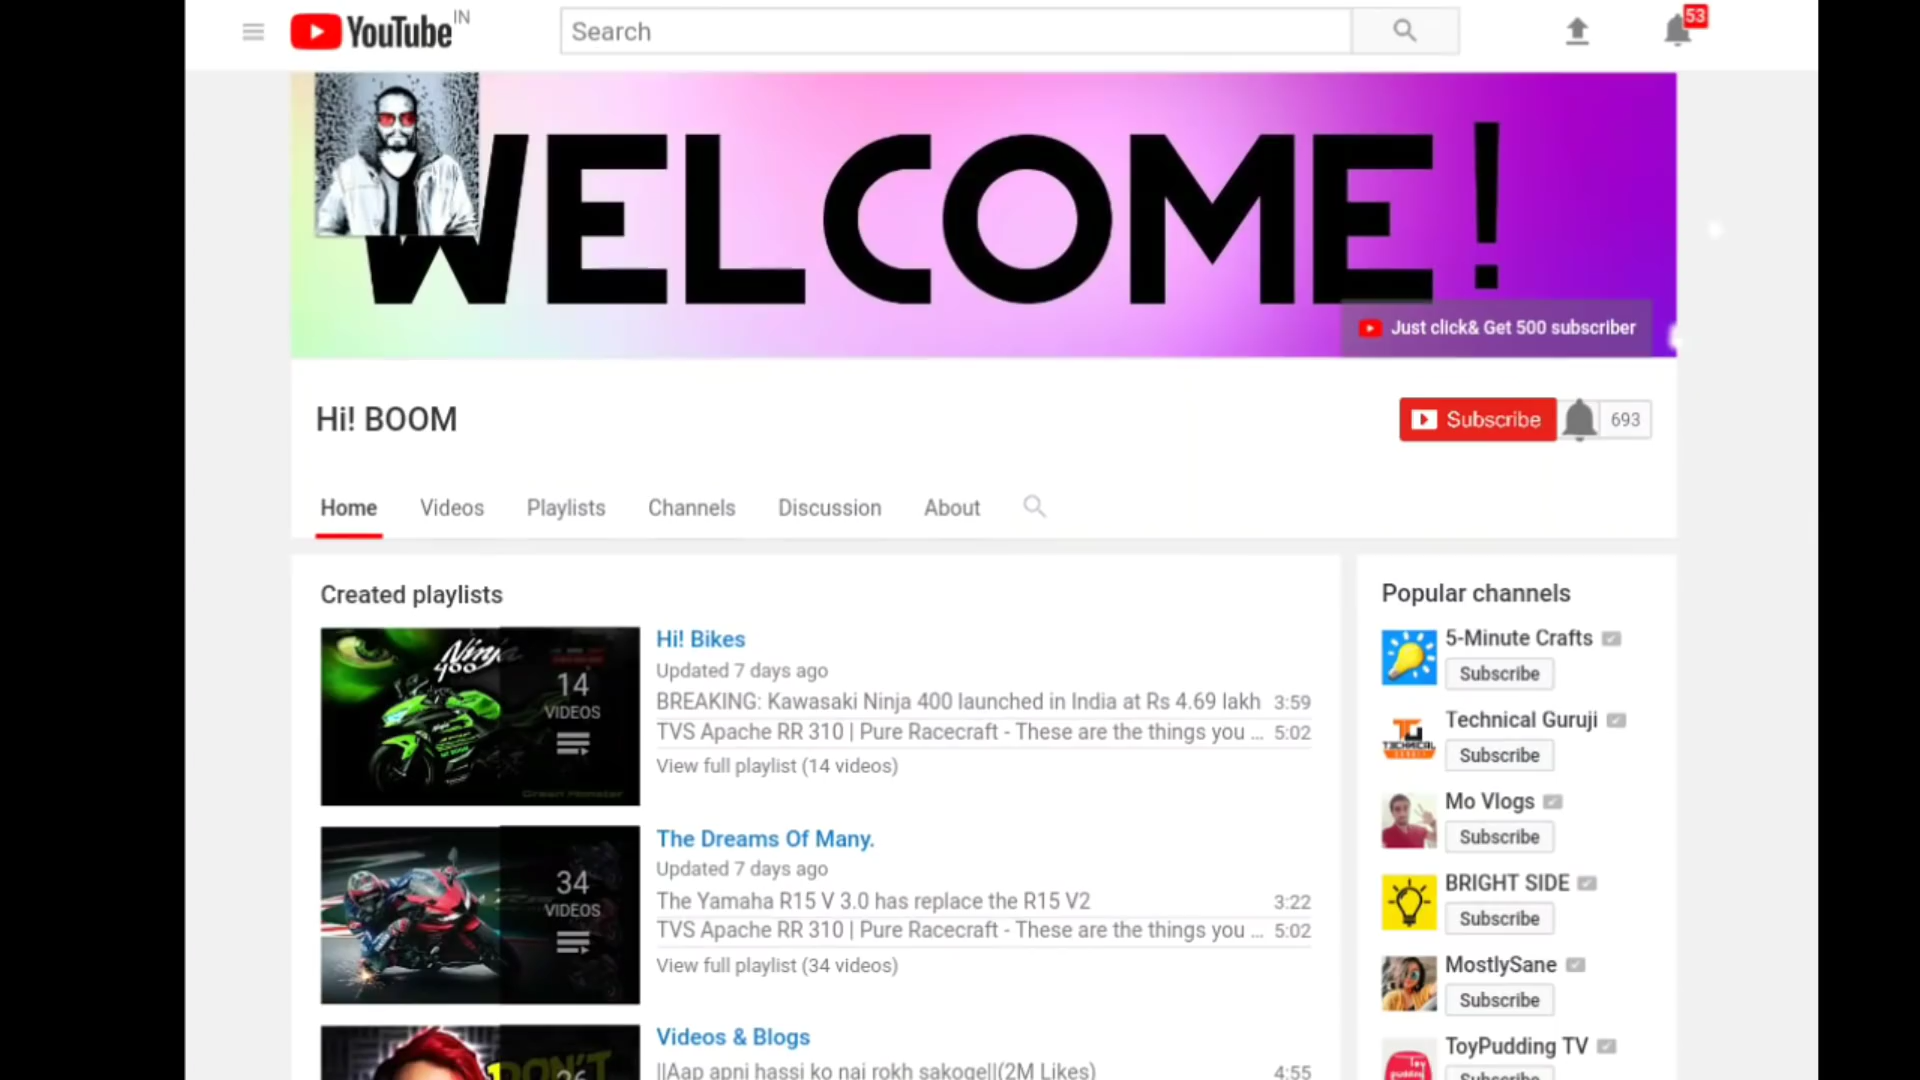 YouTube IN
Search
53
WELCOME!
Just click& Get 500 subscriber
Hi! BOOM
Subscribe 693
Home Videos Playlists Channels Discussion About
Created playlists
Ninja
400
14
VIDEOS
Hi! Bikes
Updated 7 days ago
BREAKING: Kawasaki Ninja 400 launched in India at Rs 4.69 lakh 3:59
TVS Apache RR 310 | Pure Racecraft - These are the things you ... 5:02
View full playlist (14 videos)
34
VIDEOS
The Dreams Of Many.
Updated 7 days ago
The Yamaha R15 V 3.0 has replace the R15 V2 3:22
TVS Apache RR 310 | Pure Racecraft - These are the things you ... 5:02
View full playlist (34 videos)
DON'T
Videos & Blogs
||Aap apni hassi ko nai rokh sakoge||(2M Likes) 4:55
Popular channels
5-Minute Crafts
Subscribe
Technical Guruji
Subscribe
Mo Vlogs
Subscribe
BRIGHT SIDE
Subscribe
MostlySane
Subscribe
ToyPudding TV
Subscribe